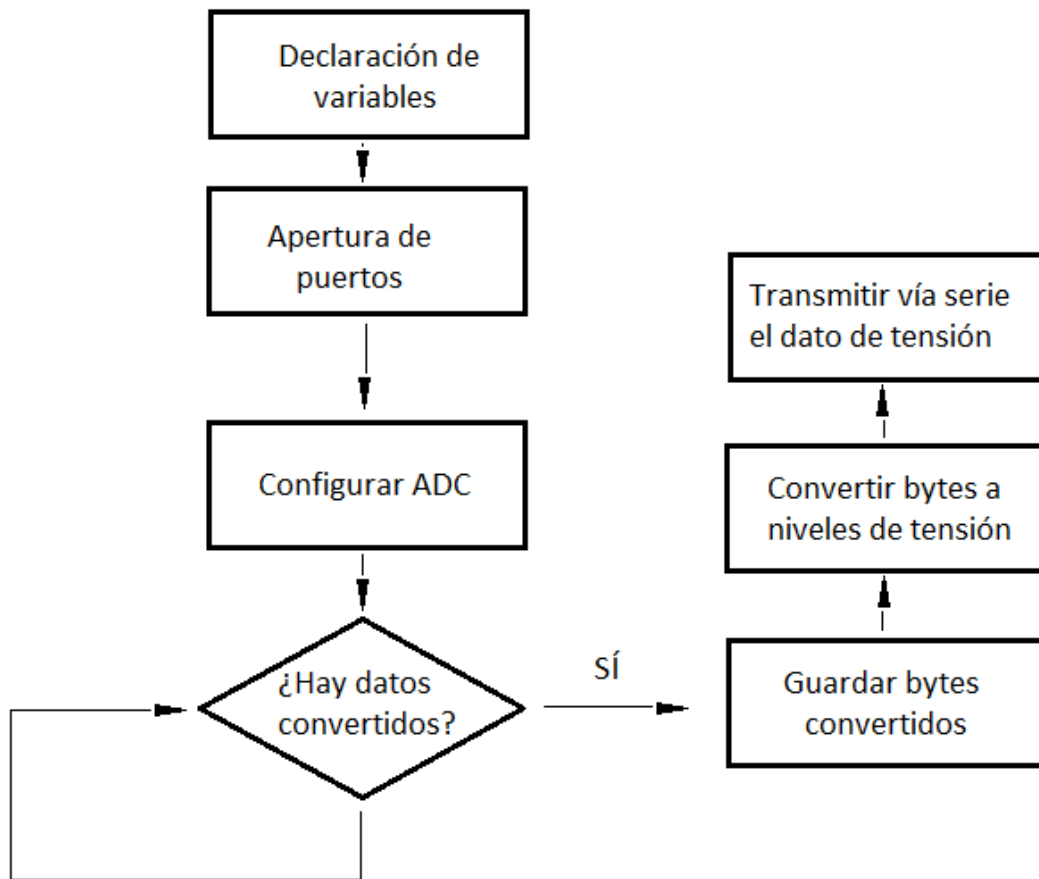 Declaración de
variables
Apertura de
puertos
Configurar ADC
¿Hay datos
convertidos?
SÍ
Guardar bytes
convertidos
Convertir bytes a
niveles de tensión
Transmitir vía serie
el dato de tensión